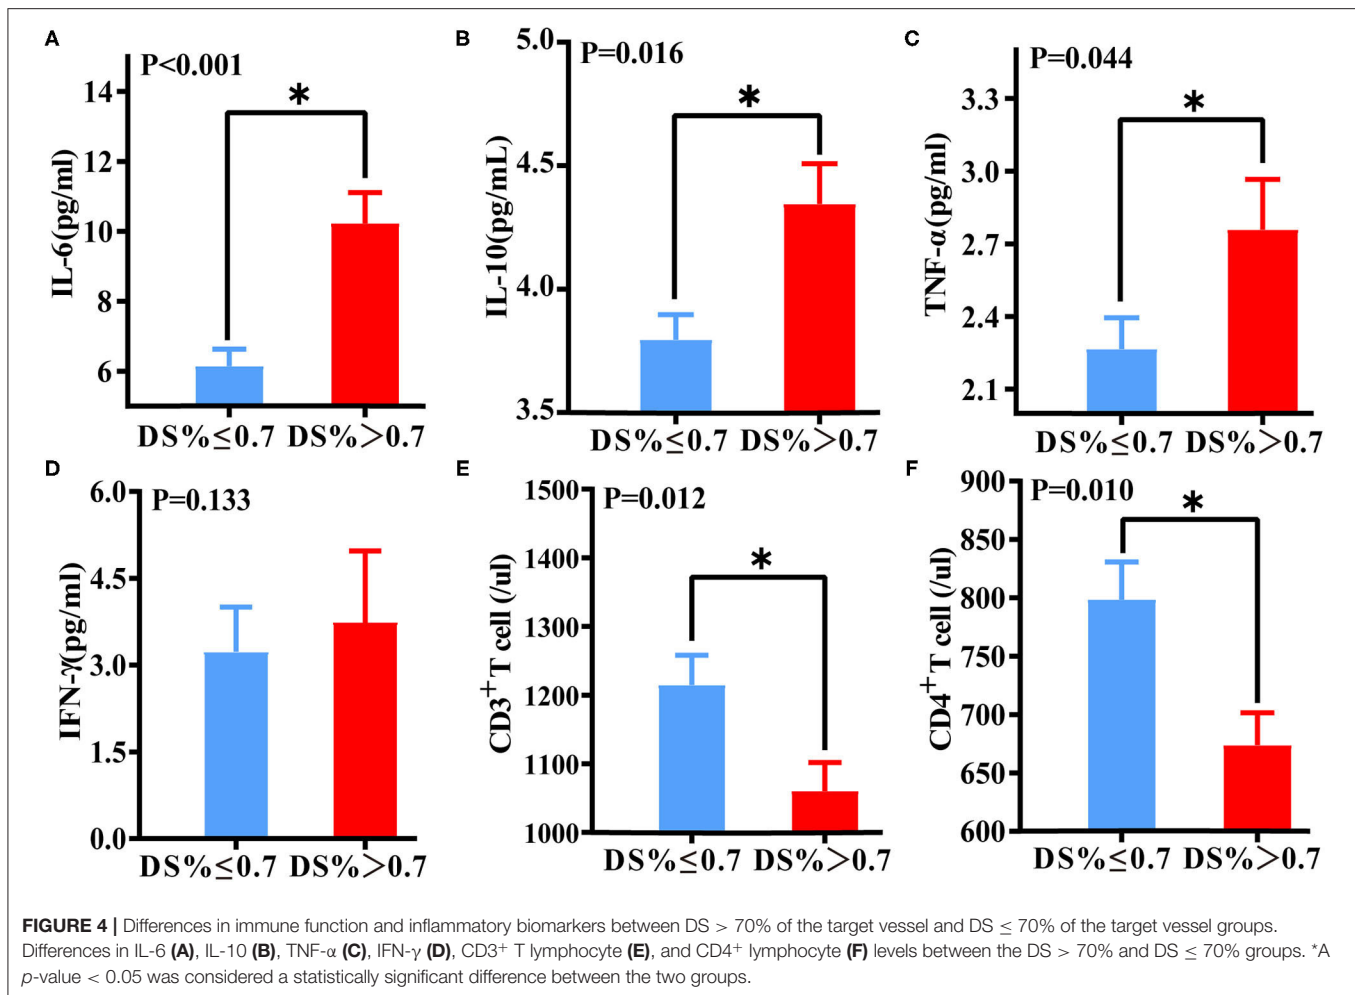 A
P<0.001
*
IL-6(pg/ml)
14
12
10
8
6
DS%≤0.7
DS%>0.7
B
P=0.016
*
IL-10(pg/mL)
5.0
4.5
4.0
3.5
DS%≤0.7
DS%>0.7
C
P=0.044
*
TNF-α(pg/ml)
3.3
3.0
2.7
2.4
2.1
DS%≤0.7
DS%>0.7
D
P=0.133
IFN-γ(pg/ml)
6.0
4.5
3.0
1.5
0.0
DS%≤0.7
DS%>0.7
E
P=0.012
*
CD3+T cell (/ul)
1500
1400
1300
1200
1100
1000
DS%≤0.7
DS%>0.7
F
P=0.010
*
CD4+T cell (/ul)
900
850
800
750
700
650
600
DS%≤0.7
DS%>0.7
FIGURE 4 | Differences in immune function and inflammatory biomarkers between DS > 70% of the target vessel and DS ≤ 70% of the target vessel groups.
Differences in IL-6 (A), IL-10 (B), TNF-α (C), IFN-γ (D), CD3+ T lymphocyte (E), and CD4+ lymphocyte (F) levels between the DS > 70% and DS ≤ 70% groups. *A
p-value < 0.05 was considered a statistically significant difference between the two groups.